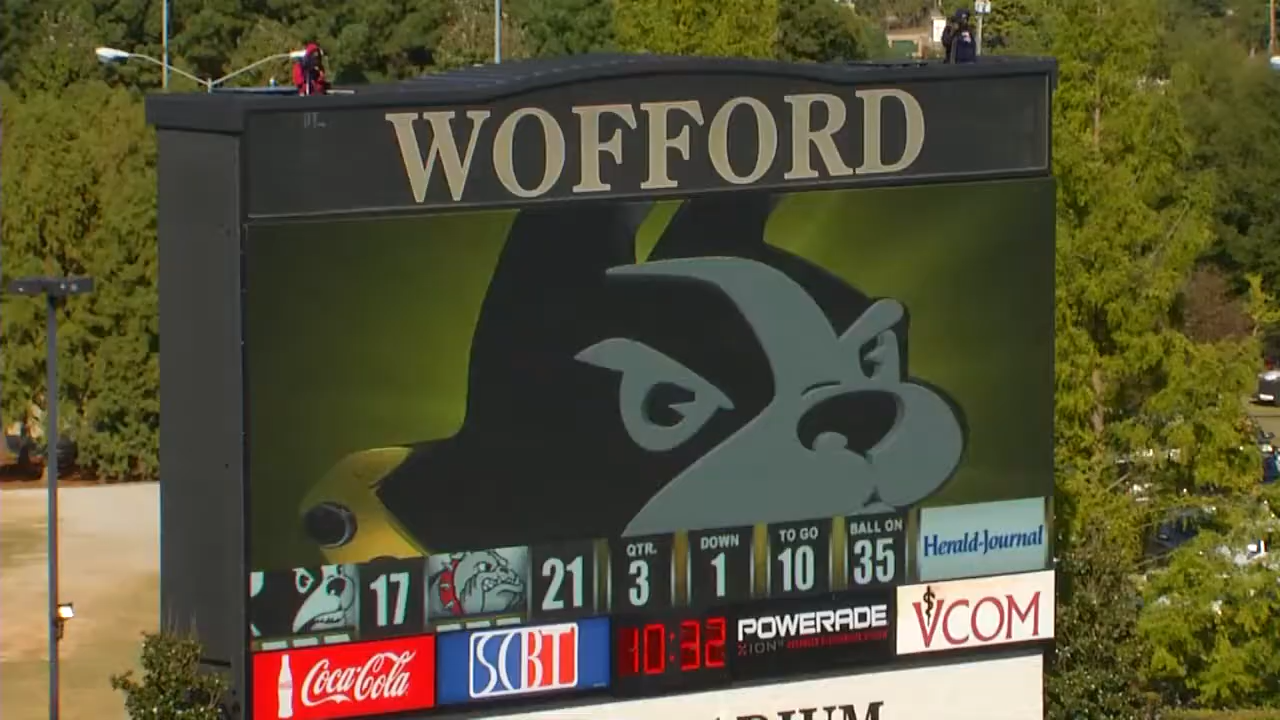 WOFFORD
17 21 QTR. 3 DOWN 1 TO GO 10 BALL ON 35 Herald-Journal
Coca-Cola SCBT 10:32 POWERADE VCOM
ION4